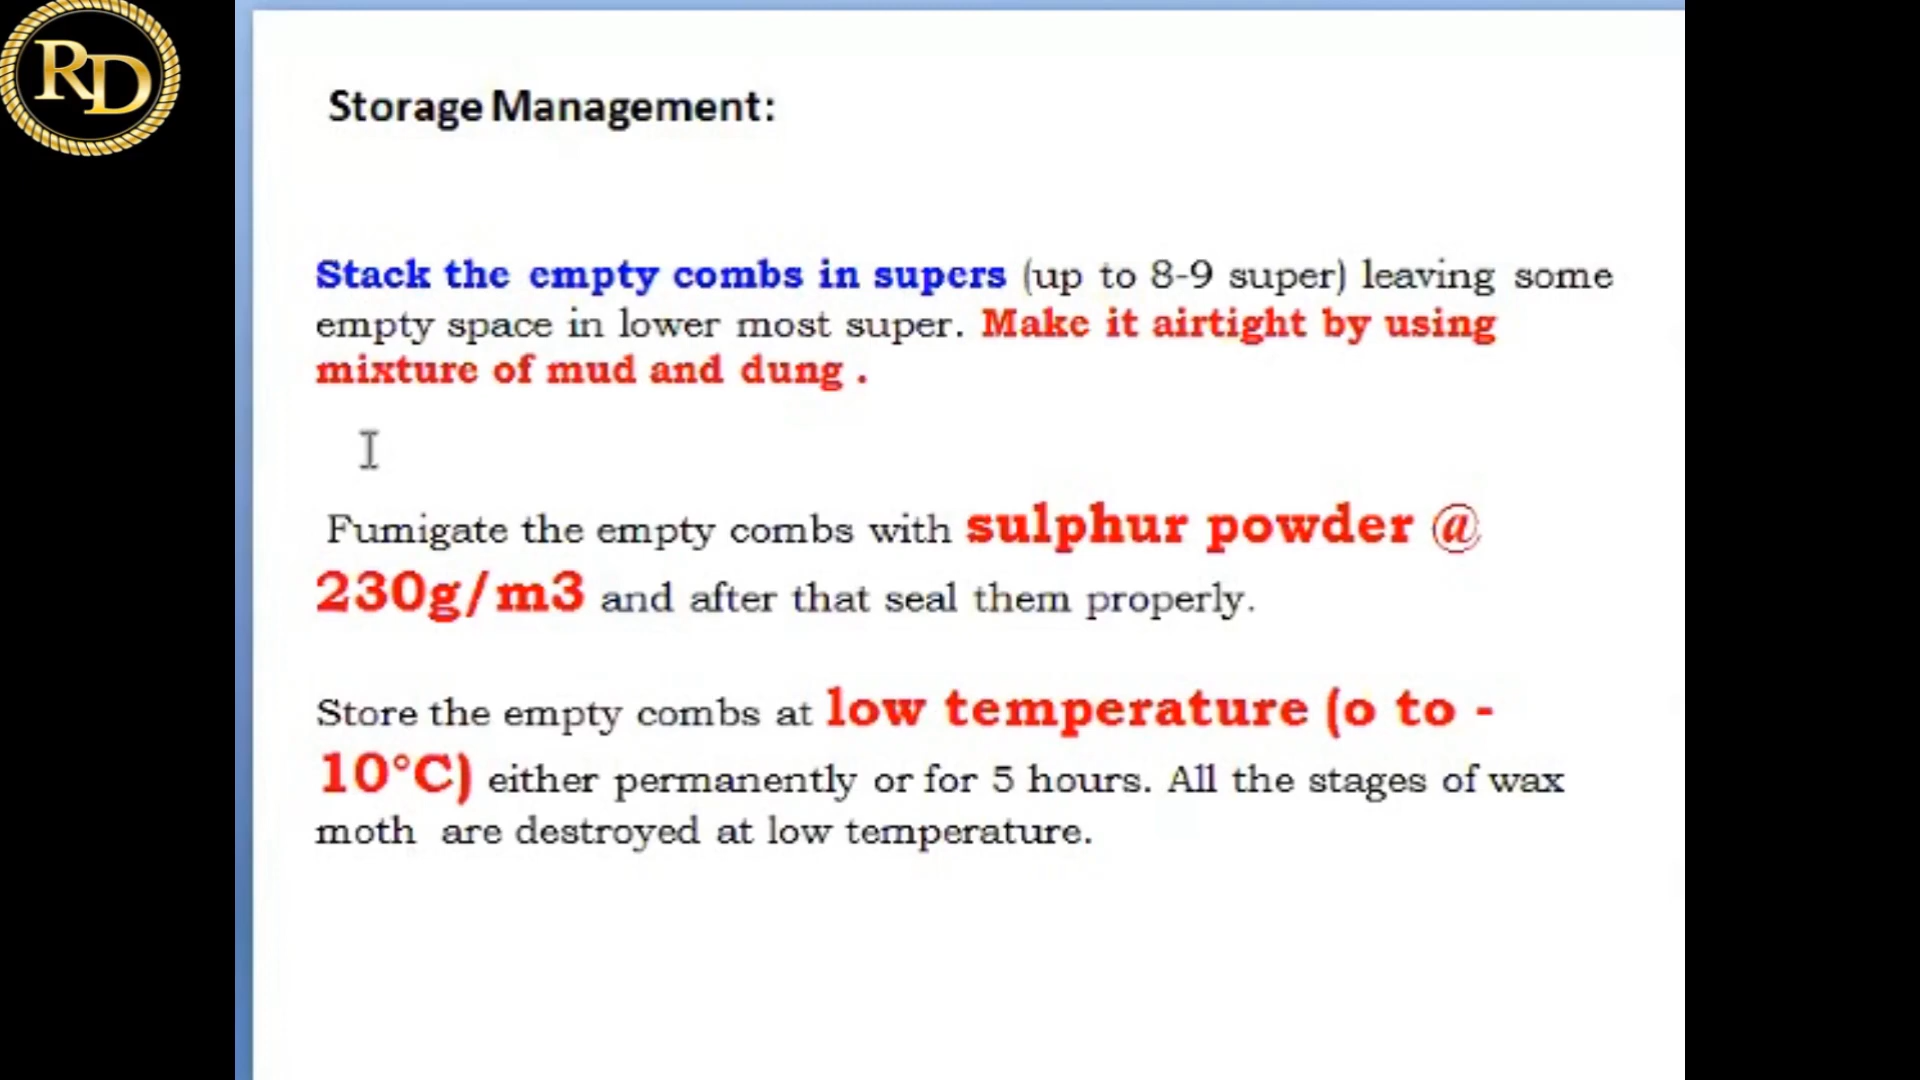 RD
Storage Management:
Stack the empty combs in supers (up to 8-9 super) leaving some
empty space in lower most super. Make it airtight by using
mixture of mud and dung .
Fumigate the empty combs with sulphur powder @
230g/m3 and after that seal them properly.
Store the empty combs at low temperature (o to -
10°C) either permanently or for 5 hours. All the stages of wax
moth are destroyed at low temperature.